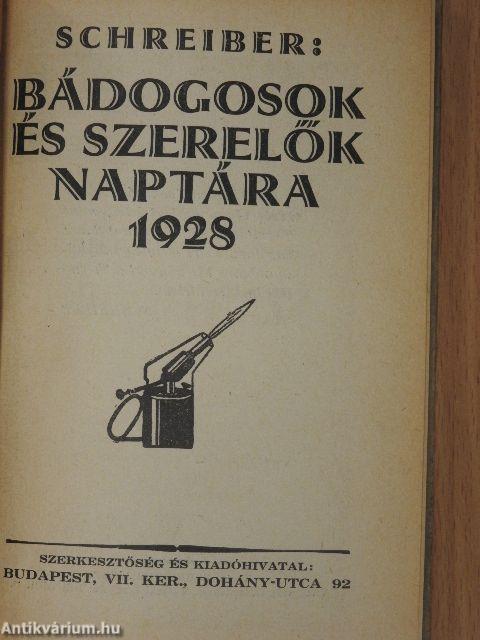 SCHREIBER:
BÁDOGOSOK
ÉS SZERELŐK
NAPTÁRA
1928
SZERKESZTŐSÉG ÉS KIADÓHIVATAL:
BUDAPEST, VII. KER., DOHÁNY-UTCA 92
Antikvárium.hu